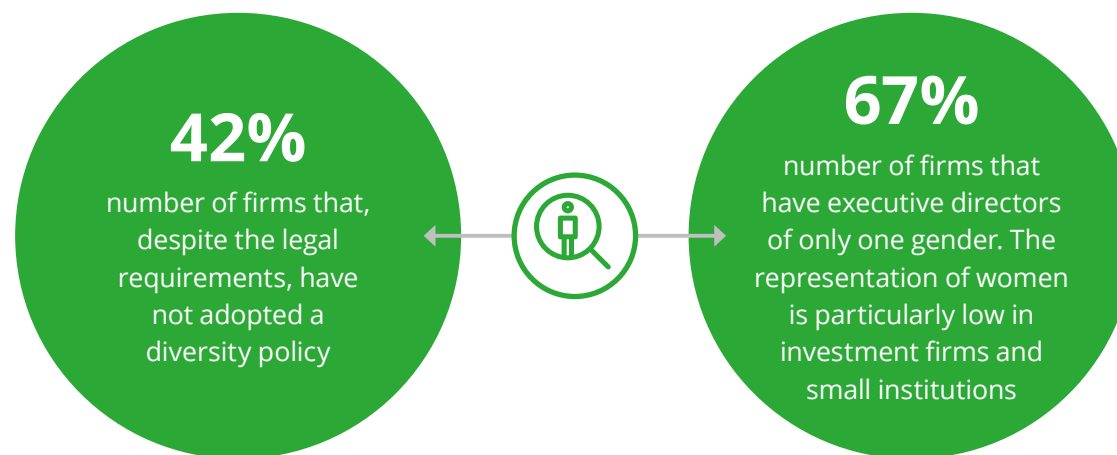 42%
number of firms that,
despite the legal
requirements, have
not adopted a
diversity policy
67%
number of firms that
have executive directors
of only one gender. The
representation of women
is particularly low in
investment firms and
small institutions